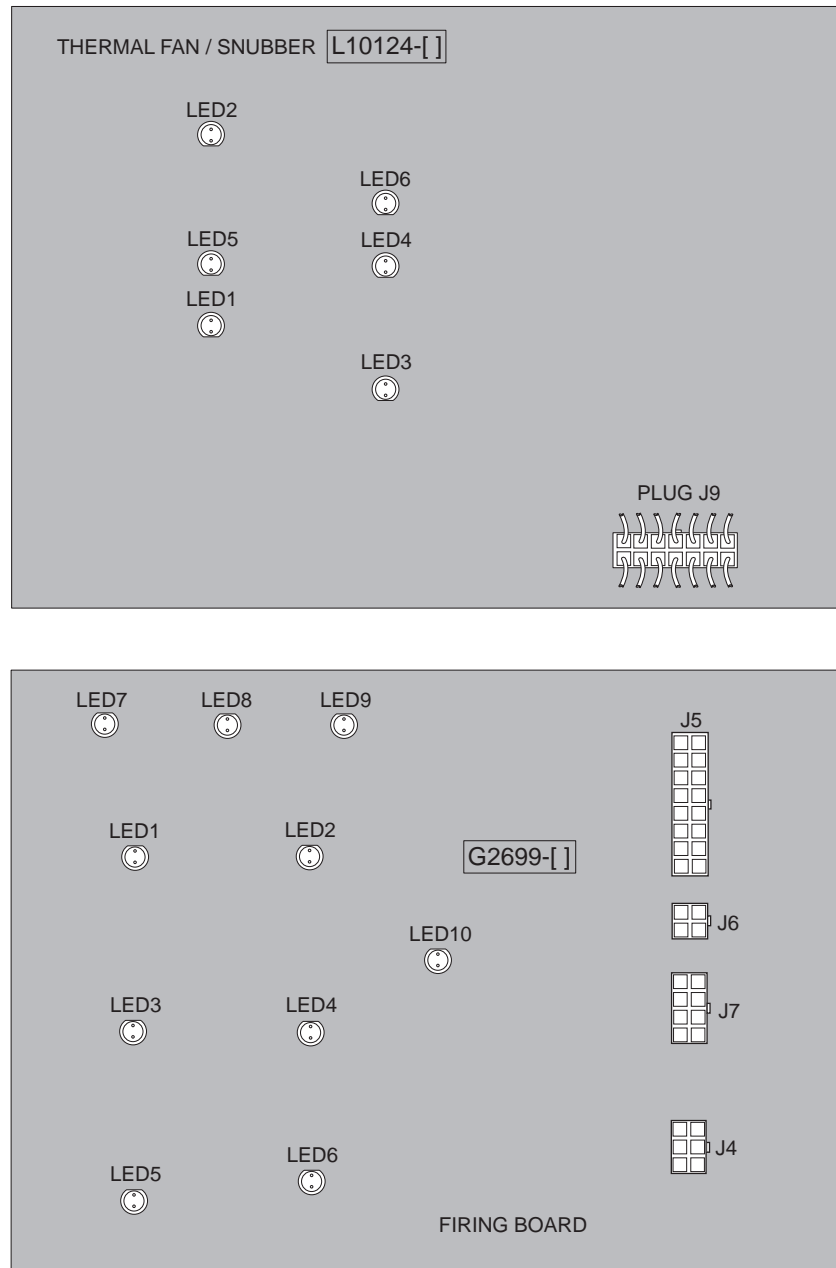 THERMAL FAN / SNUBBER L10124-[ ]
LED2
LED6
LED5 LED4
LED1
LED3
PLUG J9
LED7 LED8 LED9
J5
LED1 LED2
G2699-[ ]
J6
LED10
LED3 LED4
J7
J4
LED6
LED5
FIRING BOARD